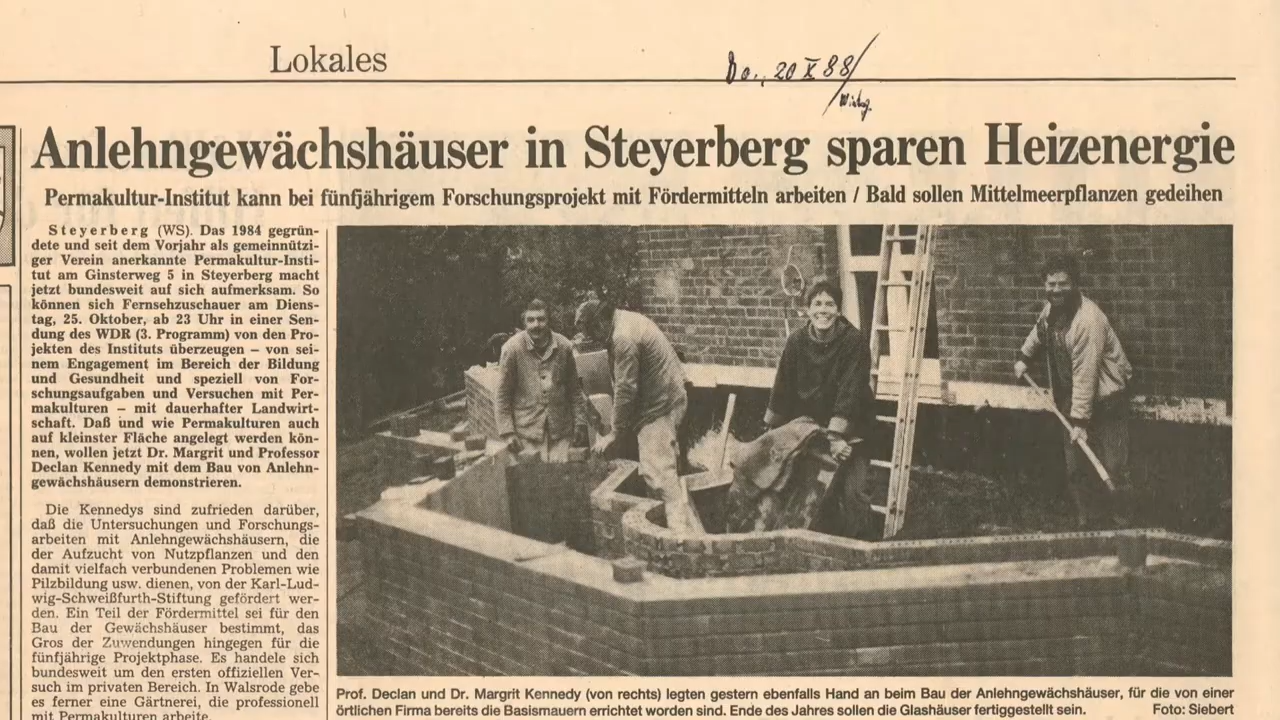 Lokales
Do., 20 X 88/
Anlehngewächshäuser in Steyerberg sparen Heizenergie
Permakultur-Institut kann bei fünfjährigem Forschungsprojekt mit Fördermitteln arbeiten / Bald sollen Mittelmeerpflanzen gedeihen
Steyerberg (WS). Das 1984 gegrün-
dete und seit dem Vorjahr als gemeinnützi-
ger Verein anerkannte Permakultur-Insti-
tut am Ginsterweg 5 in Steyerberg macht
jetzt bundesweit auf sich aufmerksam. So
können sich Fernsehzuschauer am Diens-
tag, 25. Oktober, ab 23 Uhr in einer Sen-
dung des WDR (3. Programm) von den Pro-
jekten des Instituts überzeugen – von sei-
nem Engagement im Bereich der Bildung
und Gesundheit und speziell von For-
schungsaufgaben und Versuchen mit Per-
makulturen – mit dauerhafter Landwirt-
schaft. Daß und wie Permakulturen auch
auf kleinster Fläche angelegt werden kön-
nen, wollen jetzt Dr. Margrit und Professor
Declan Kennedy mit dem Bau von Anlehn-
gewächshäusern demonstrieren.
Die Kennedys sind zufrieden darüber,
daß die Untersuchungen und Forschungs-
arbeiten mit Anlehngewächshäusern, die
der Aufzucht von Nutzpflanzen und den
damit vielfach verbundenen Problemen wie
Pilzbildung usw. dienen, von der Karl-Lud-
wig-Schweißfurth-Stiftung gefördert wer-
den. Ein Teil der Fördermittel sei für den
Bau der Gewächshäuser bestimmt, das
Gros der Zuwendungen hingegen für die
fünfjährige Projektphase. Es handele sich
bundesweit um den ersten offiziellen Ver-
such im privaten Bereich. In Walsrode gebe
es ferner eine Gärtnerei, die professionell
mit Permakulturen arbeite.
Prof. Declan und Dr. Margrit Kennedy (von rechts) legten gestern ebenfalls Hand an beim Bau der Anlehngewächshäuser, für die von einer
örtlichen Firma bereits die Basismauern errichtet worden sind. Ende des Jahres sollen die Glashäuser fertiggestellt sein. Foto: Siebert